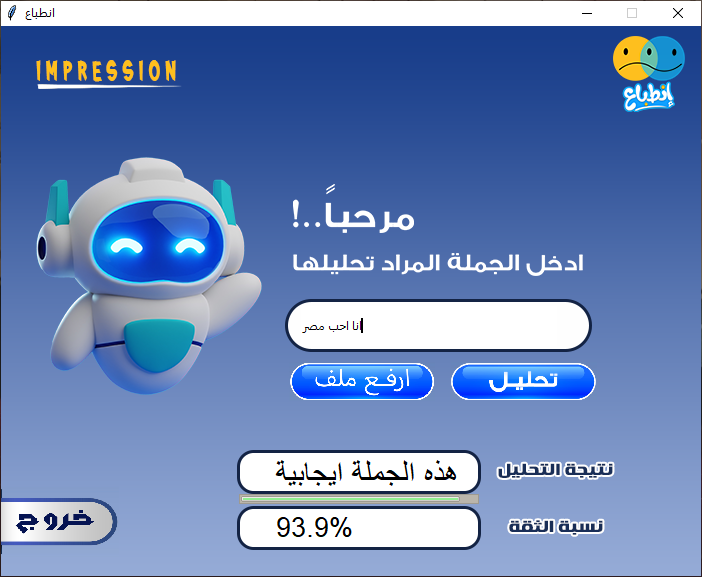 انطباع
IMPRESSION
إنطباع
مرحباً..!
ادخل الجملة المراد تحليلها
انا احب مصر
تحليل
ارفع ملف
نتيجة التحليل
هذه الجملة ايجابية
نسبة الثقة
93.9%
خروج